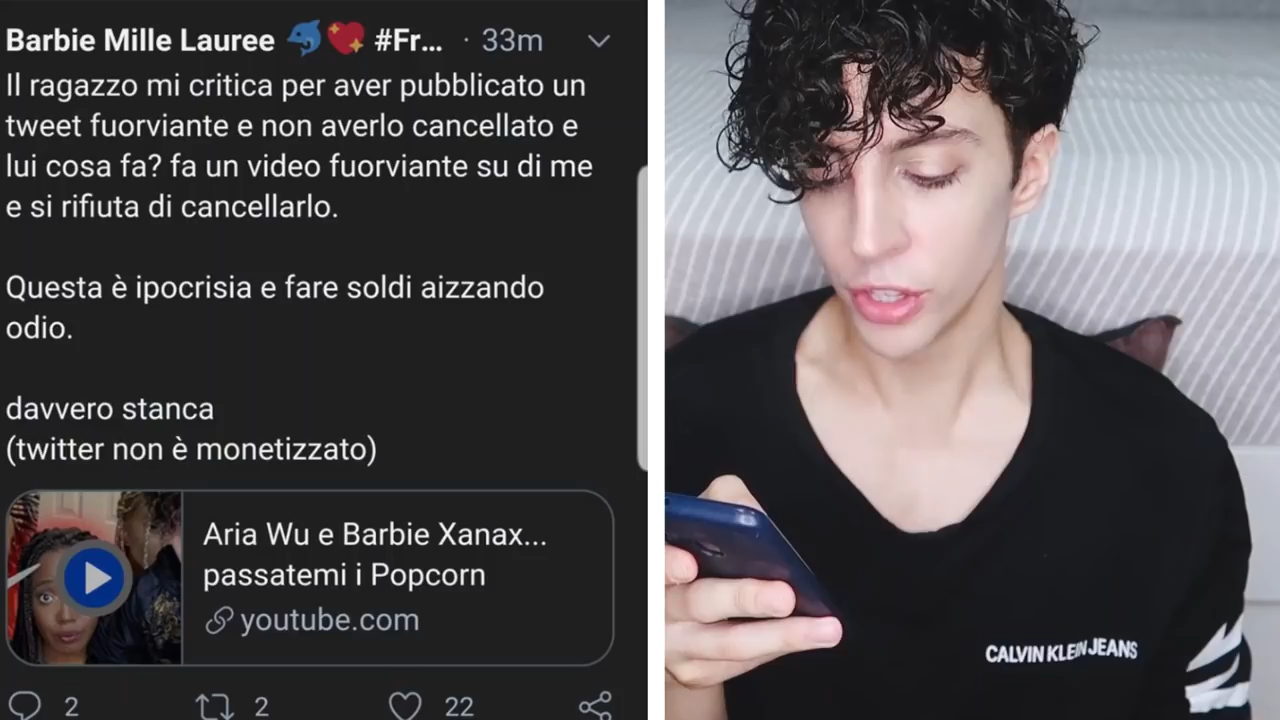 Barbie Mille Lauree 🐬💖 #Fr... · 33m
Il ragazzo mi critica per aver pubblicato un
tweet fuorviante e non averlo cancellato e
lui cosa fa? fa un video fuorviante su di me
e si rifiuta di cancellarlo.
Questa è ipocrisia e fare soldi aizzando
odio.
davvero stanca
(twitter non è monetizzato)
Aria Wu e Barbie Xanax...
passatemi i Popcorn
youtube.com
2 2 22
CALVIN KLEIN JEANS